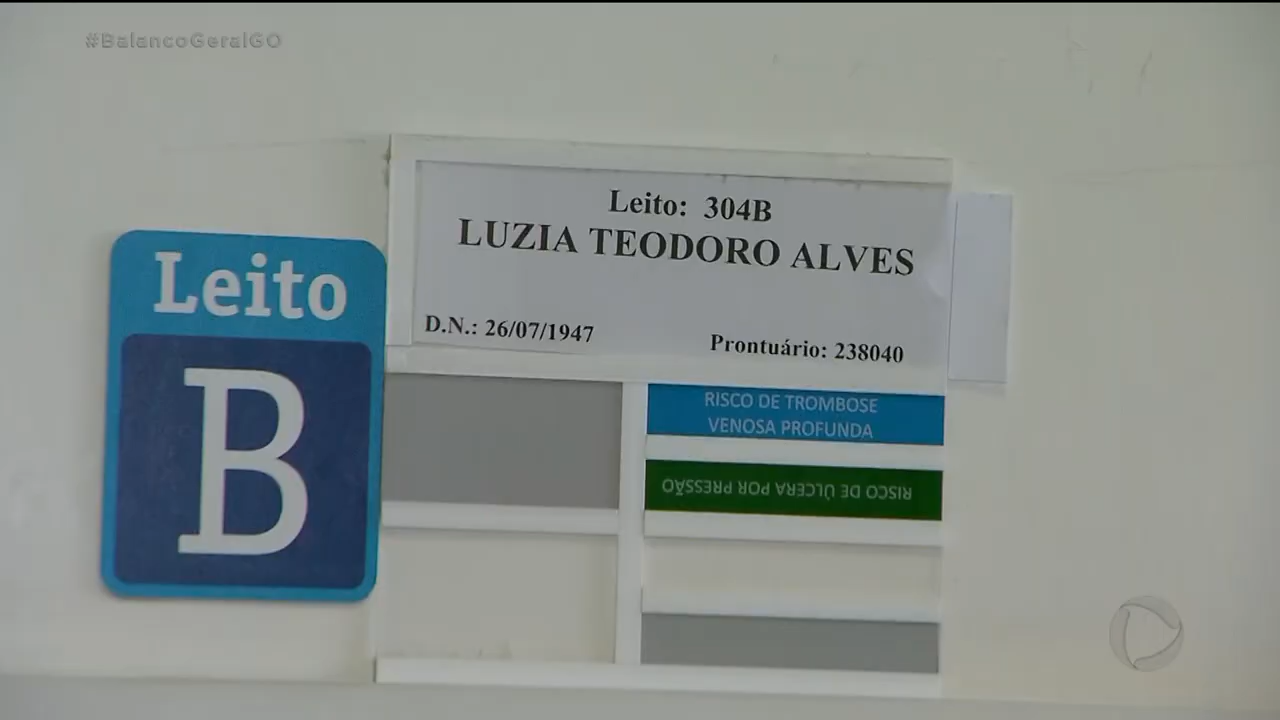 #BalancoGeralGO
Leito: 304B
LUZIA TEODORO ALVES
D.N.: 26/07/1947
Prontuário: 238040
Leito
B
RISCO DE TROMBOSE
VENOSA PROFUNDA
RISCO DE ÚLCERA POR PRESSÃO